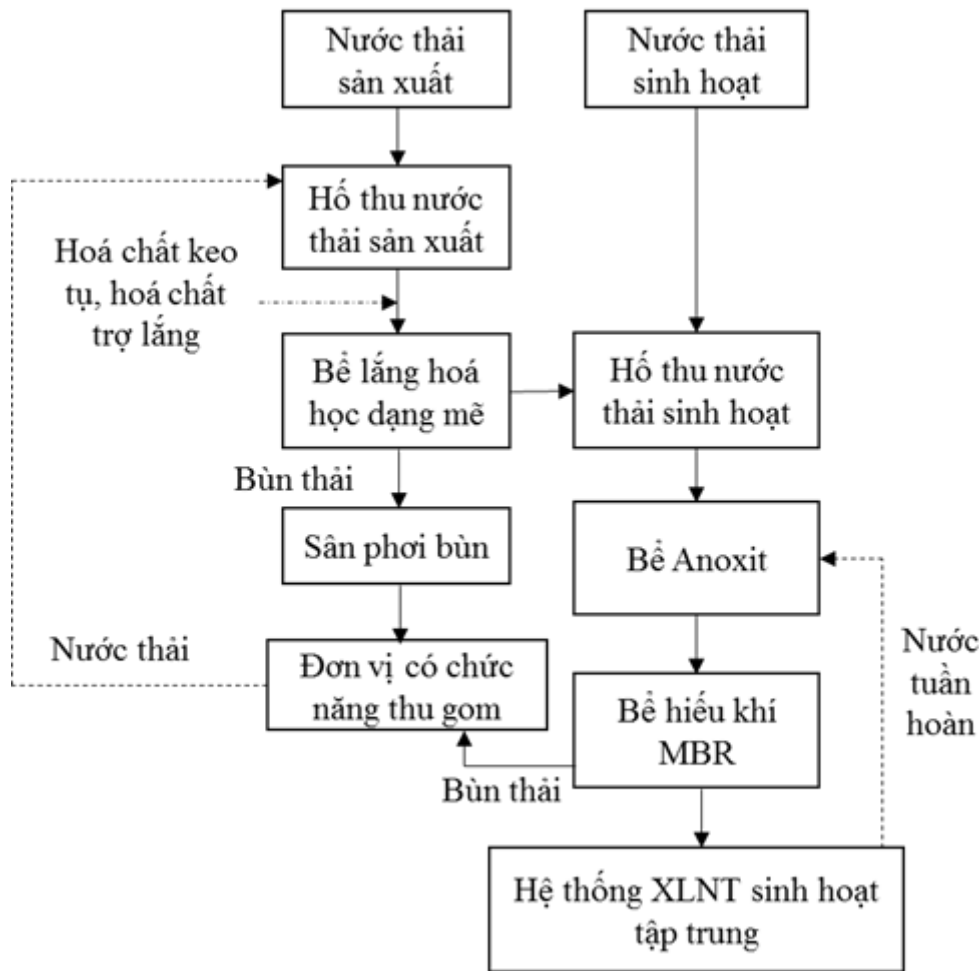 Nước thải
sản xuất
Nước thải
sinh hoạt
Hố thu nước
thải sản xuất
Hoá chất keo
tụ, hoá chất
trợ lắng
Bể lắng hoá
học dạng mẽ
Hố thu nước
thải sinh hoạt
Bùn thải
Sân phơi bùn
Bể Anoxit
Nước thải
Đơn vị có chức
năng thu gom
Nước
tuần
hoàn
Bể hiếu khí
MBR
Bùn thải
Hệ thống XLNT sinh hoạt
tập trung